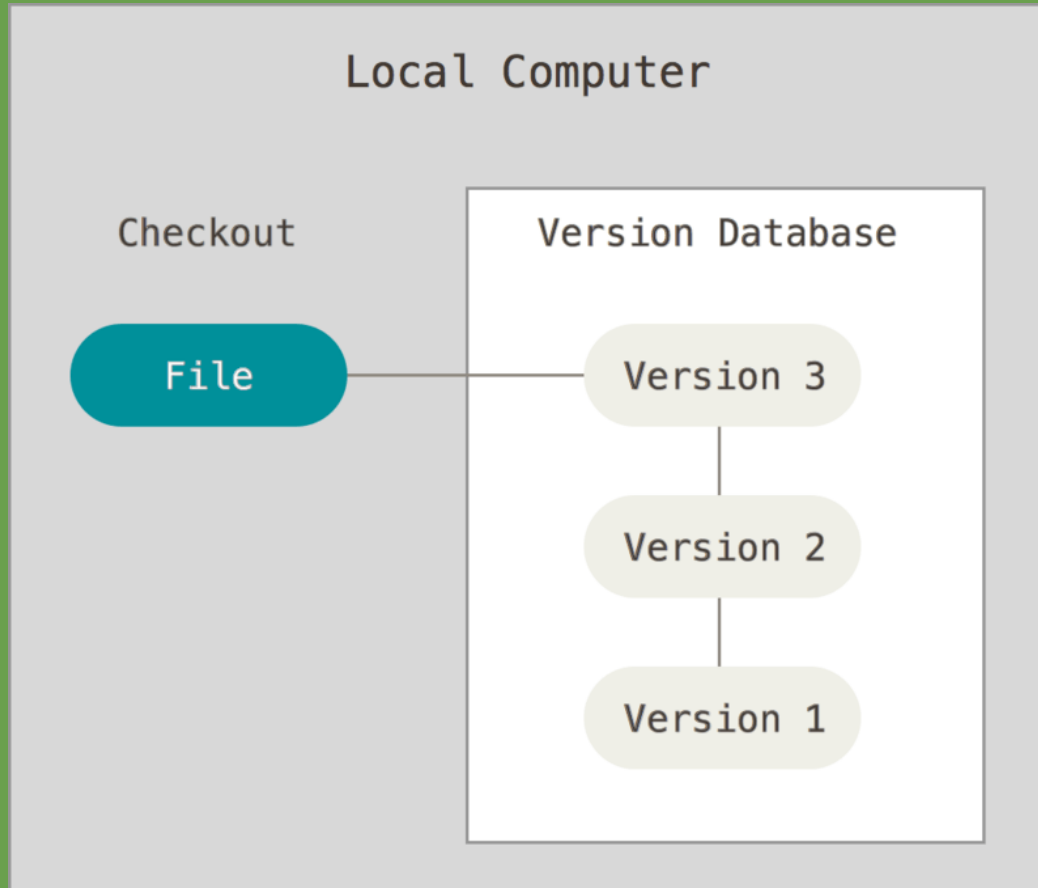 Local Computer
Checkout
Version Database
File
Version 3
Version 2
Version 1